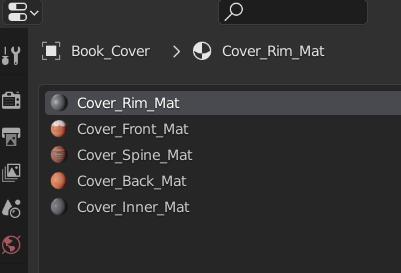 Book_Cover > Cover_Rim_Mat
Cover_Rim_Mat
Cover_Front_Mat
Cover_Spine_Mat
Cover_Back_Mat
Cover_Inner_Mat